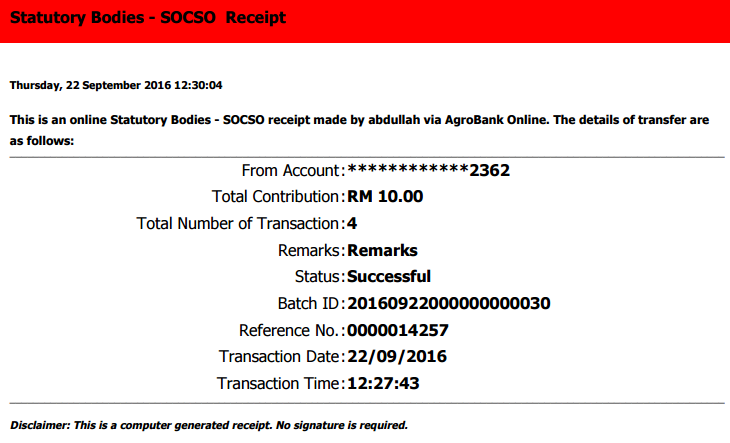 Statutory Bodies - SOCSO Receipt
Thursday, 22 September 2016 12:30:04
This is an online Statutory Bodies - SOCSO receipt made by abdullah via AgroBank Online. The details of transfer are
as follows:
From Account:************2362
Total Contribution:RM 10.00
Total Number of Transaction:4
Remarks:Remarks
Status:Successful
Batch ID:20160922000000000030
Reference No.:0000014257
Transaction Date:22/09/2016
Transaction Time:12:27:43
Disclaimer: This is a computer generated receipt. No signature is required.